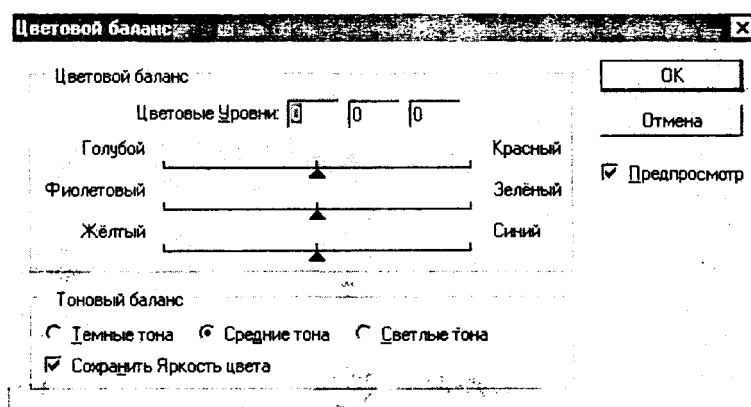 Цветовой баланс
Цветовой баланс
Цветовые Уровни: 0 0 0
Голубой Красный
Фиолетовый Зелёный
Жёлтый Синий
Тоновый баланс
Темные тона Средние тона Светлые тона
Сохранить Яркость цвета
OK
Отмена
Предпросмотр